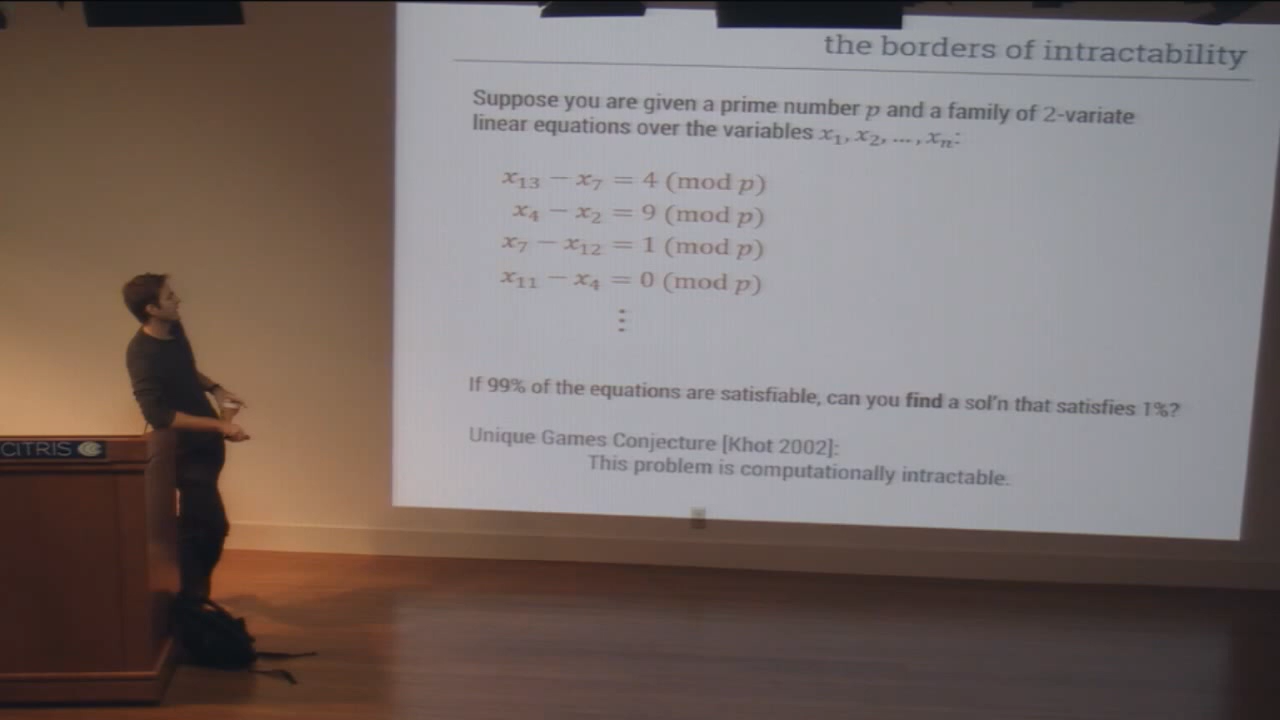 the borders of intractability
Suppose you are given a prime number p and a family of 2-variate
linear equations over the variables x₁, x₂, ..., xₙ:
x₁₃ − x₇ = 4 (mod p)
x₄ − x₂ = 9 (mod p)
x₇ − x₁₂ = 1 (mod p)
x₁₁ − x₄ = 0 (mod p)
⋮
If 99% of the equations are satisfiable, can you find a sol'n that satisfies 1%?
Unique Games Conjecture [Khot 2002]:
This problem is computationally intractable.
CITRIS